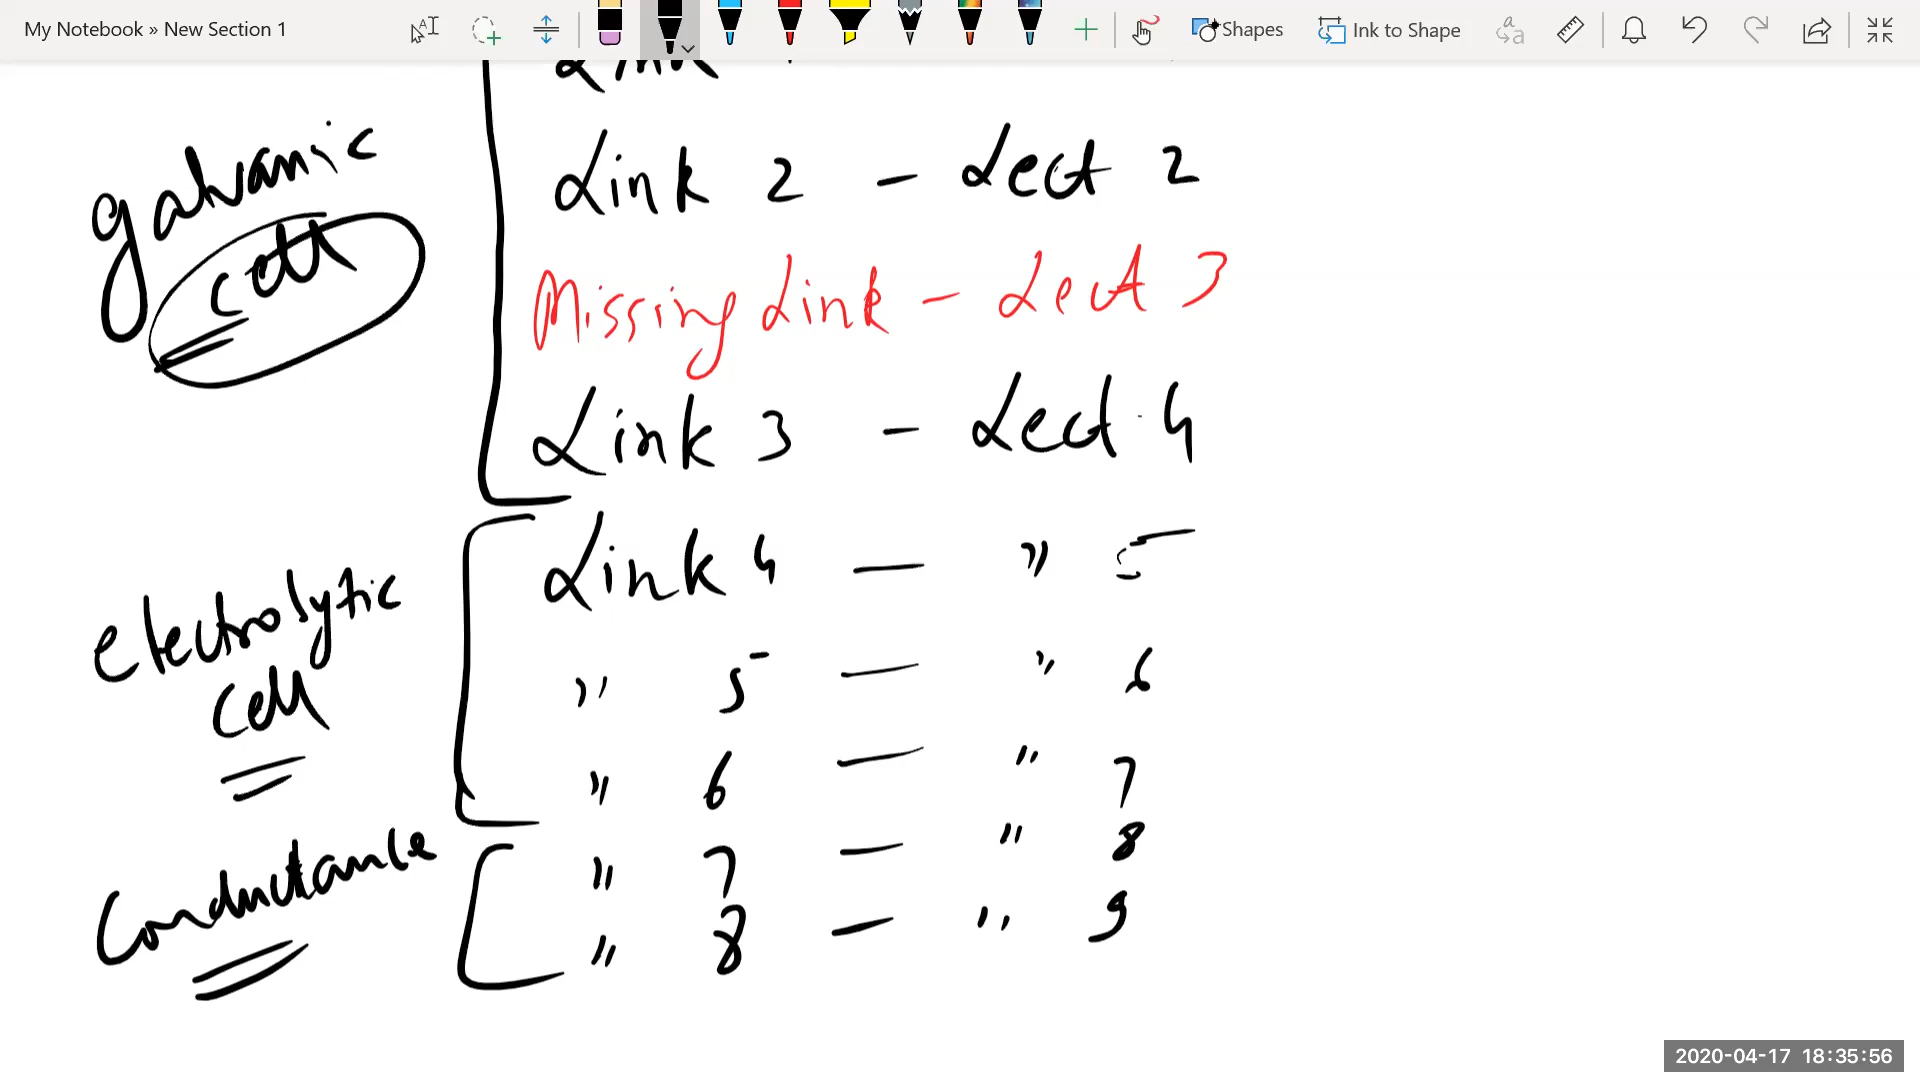 My Notebook » New Section 1
Shapes
Ink to Shape
Link
galvanic
cell
Link 2 - Lect 2
Missing Link - Lect 3
Link 3 - Lect 4
electrolytic
cell
Link 4 — " 5
" 5 — " 6
" 6 — " 7
Conductance
" 7 — " 8
" 8 — " 9
2020-04-17 18:35:56